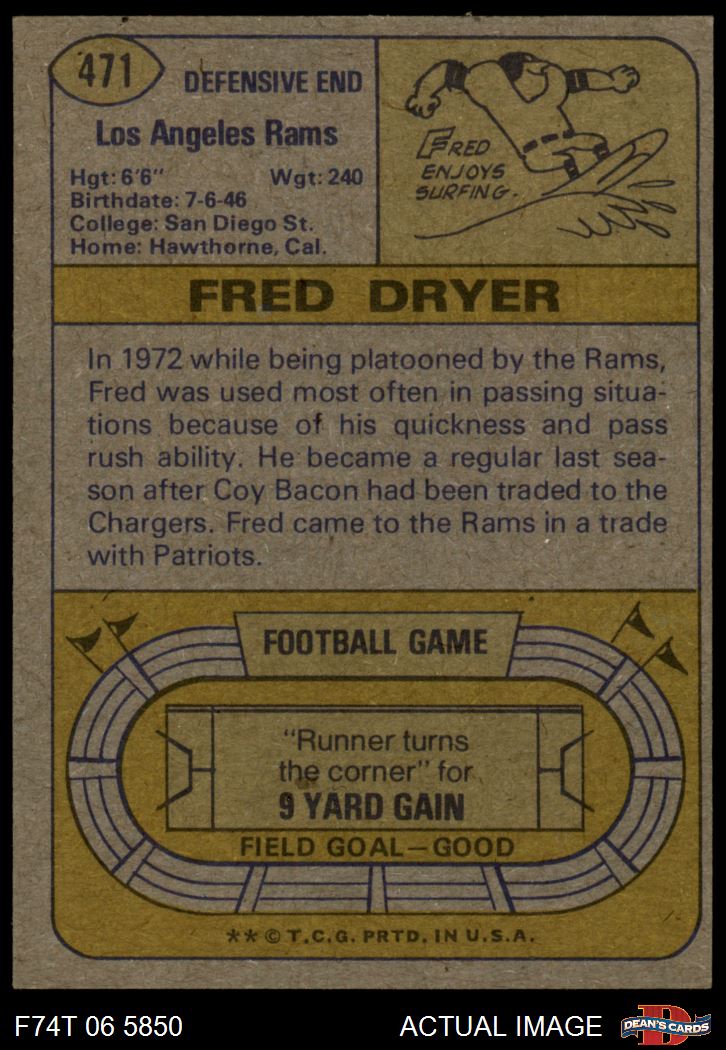 471
DEFENSIVE END
Los Angeles Rams
Hgt: 6'6" Wgt: 240
Birthdate: 7-6-46
College: San Diego St.
Home: Hawthorne, Cal.
FRED
ENJOYS
SURFING.
FRED DRYER
In 1972 while being platooned by the Rams,
Fred was used most often in passing situa-
tions because of his quickness and pass
rush ability. He became a regular last sea-
son after Coy Bacon had been traded to the
Chargers. Fred came to the Rams in a trade
with Patriots.
FOOTBALL GAME
"Runner turns
the corner" for
9 YARD GAIN
FIELD GOAL—GOOD
**© T.C.G. PRTD. IN U.S.A.
F74T 06 5850 ACTUAL IMAGE
D
DEAN'S CARDS